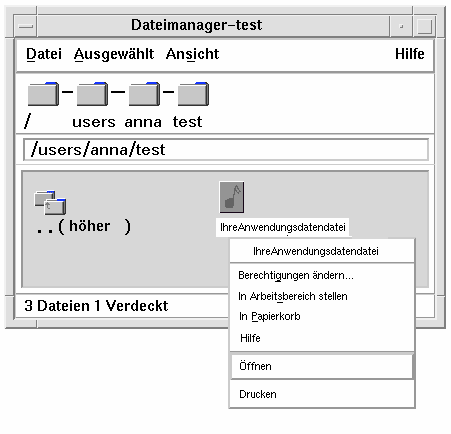 Dateimanager-test
Datei Ausgewählt Ansicht Hilfe
/ users anna test
/users/anna/test
..(höher )
IhreAnwendungsdatendatei
IhreAnwendungsdatendatei
Berechtigungen ändern...
In Arbeitsbereich stellen
In Papierkorb
Hilfe
Öffnen
Drucken
3 Dateien 1 Verdeckt